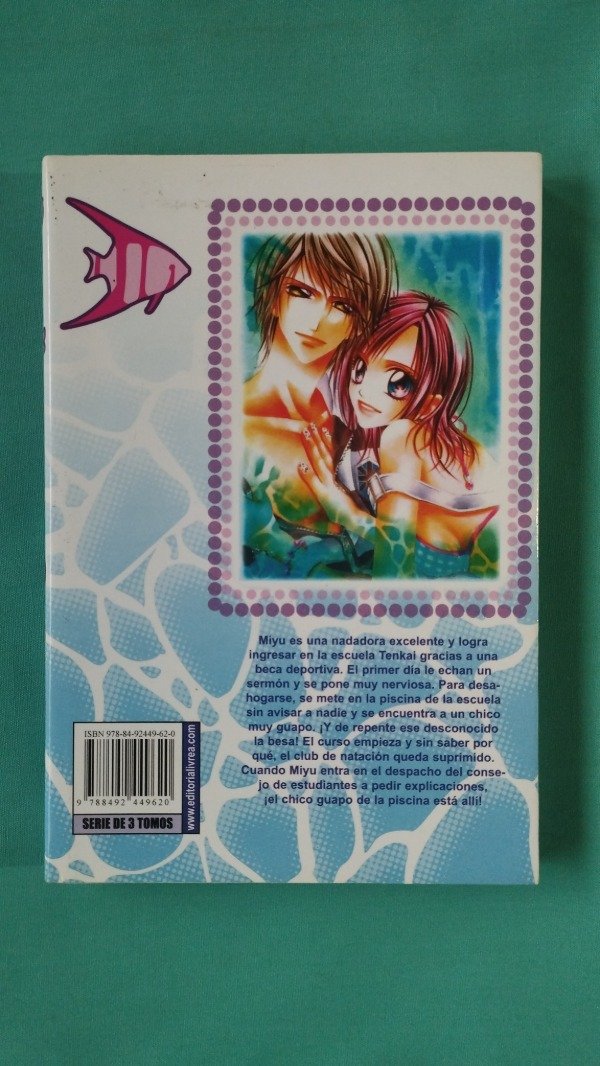 Miyu es una nadadora excelente y logra
ingresar en la escuela Tenkai gracias a una
beca deportiva. El primer día le echan un
sermón y se pone muy nerviosa. Para desa-
hogarse, se mete en la piscina de la escuela
sin avisar a nadie y se encuentra a un chico
muy guapo. ¡Y de repente ese desconocido
la besa! El curso empieza y sin saber por
qué, el club de natación queda suprimido.
Cuando Miyu entra en el despacho del conse-
jo de estudiantes a pedir explicaciones,
¡el chico guapo de la piscina está allí!
ISBN 978-84-92449-62-0
9 788492 449620
www.editorialivrea.com
SERIE DE 3 TOMOS